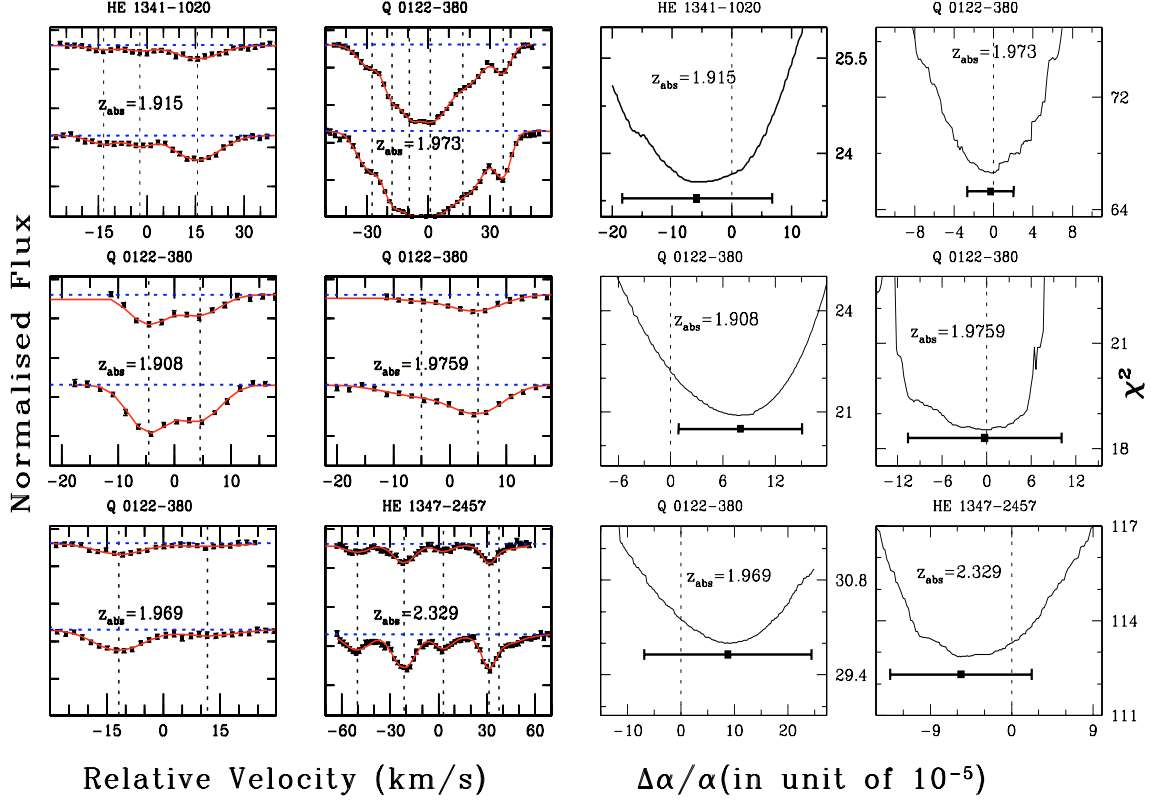 HE 1341-1020
Q 0122-380
HE 1341-1020
Q 0122-380
z_abs=1.915
z_abs=1.973
z_abs=1.915
z_abs=1.973
25.5
24
72
64
-15 0 15 30
-30 0 30
-20 -10 0 10
-8 -4 0 4 8
Q 0122-380
Q 0122-380
Q 0122-380
Q 0122-380
z_abs=1.908
z_abs=1.9759
z_abs=1.908
z_abs=1.9759
24
21
21
18
-20 -10 0 10
-20 -10 0 10
-6 0 6 12 18
-12 -6 0 6 12
Q 0122-380
HE 1347-2457
Q 0122-380
HE 1347-2457
z_abs=1.969
z_abs=2.329
z_abs=1.969
z_abs=2.329
30.8
29.4
117
114
111
-15 0 15
-60 -30 0 30 60
-10 0 10 20
-9 0 9
Normalised Flux
χ²
Relative Velocity (km/s)
Δα/α(in unit of 10⁻⁵)